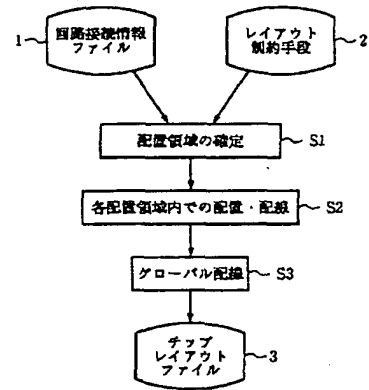 1
回路接続情報
ファイル
レイアウト
制約手段
2
配置領域の確定
S1
各配置領域内での配置・配線
S2
グローバル配線
S3
チップ
レイアウト
ファイル
3